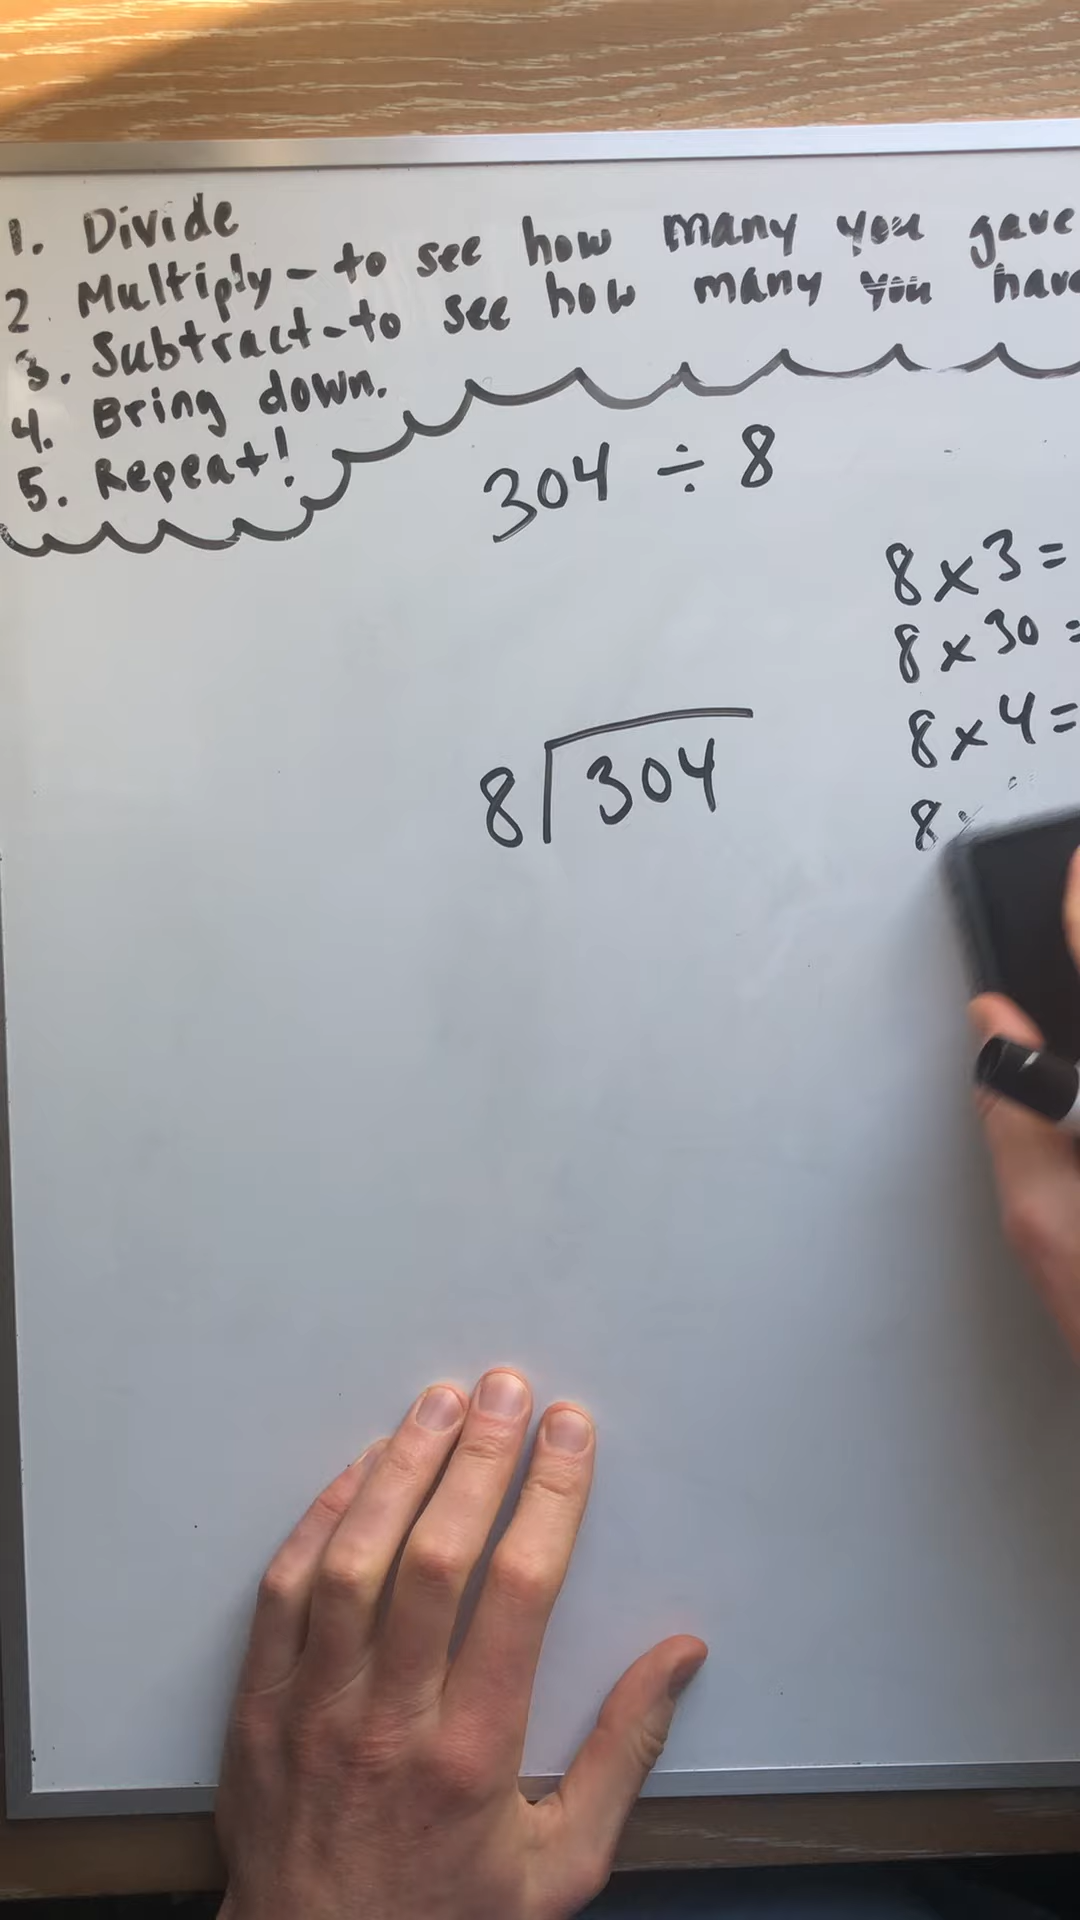 1. Divide
2. Multiply - to see how many you gave
3. Subtract - to see how many you have
4. Bring down.
5. Repeat!
304 ÷ 8
8 x 3 =
8 x 30 =
8 x 4 =
8
8 304